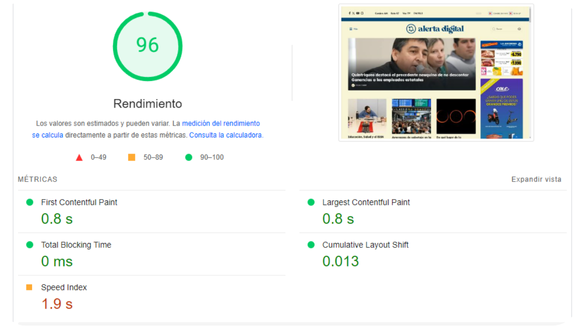 96
Rendimiento
Los valores son estimados y pueden variar. La medición del rendimiento
se calcula directamente a partir de estas métricas. Consulta la calculadora.
0–49
50–89
90–100
alerta digital
MÉTRICAS
Expandir vista
First Contentful Paint
0.8 s
Largest Contentful Paint
0.8 s
Total Blocking Time
0 ms
Cumulative Layout Shift
0.013
Speed Index
1.9 s